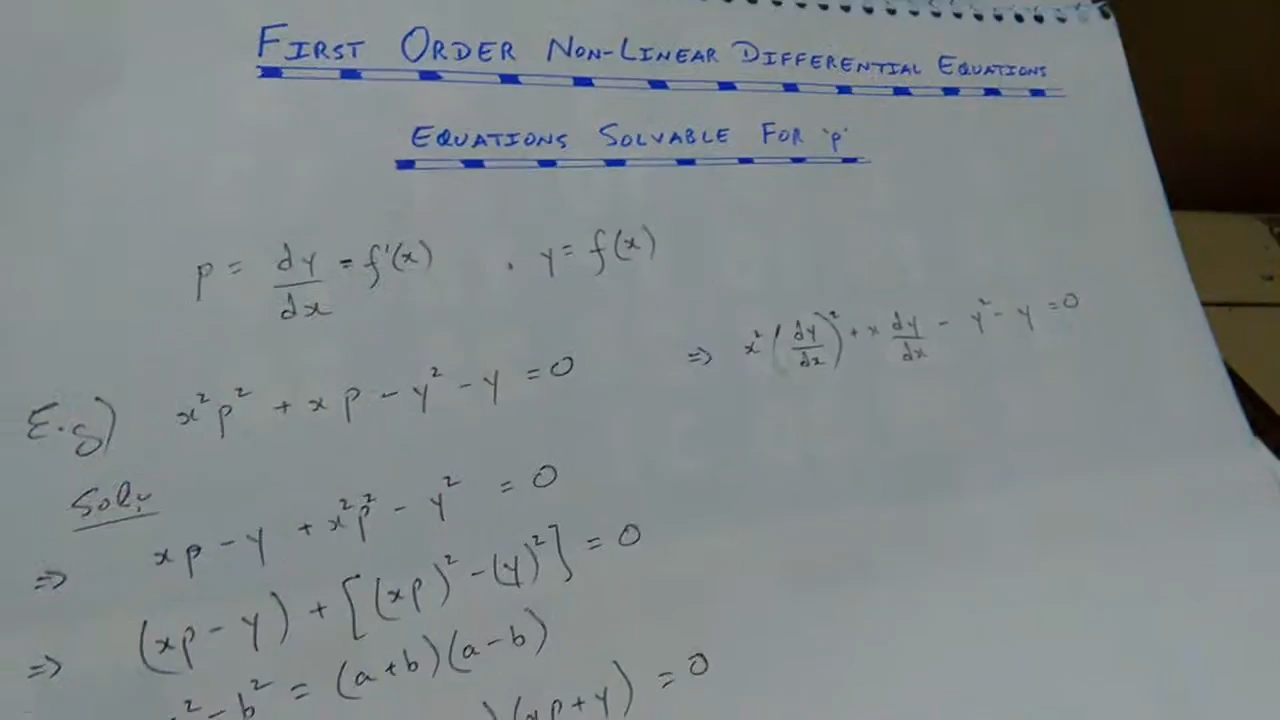 FIRST ORDER NON-LINEAR DIFFERENTIAL EQUATIONS
EQUATIONS SOLVABLE FOR 'p'
p = dy/dx = f'(x) . y = f(x)
E.g) x²p² + xp - y² - y = 0 ⇒ x²(dy/dx)² + x dy/dx - y² - y = 0
Sol:
⇒ xp - y + x²p² - y² = 0
⇒ (xp - y) + [(xp)² - (y)²] = 0
² - b² = (a+b)(a-b)
)(xp+y) = 0